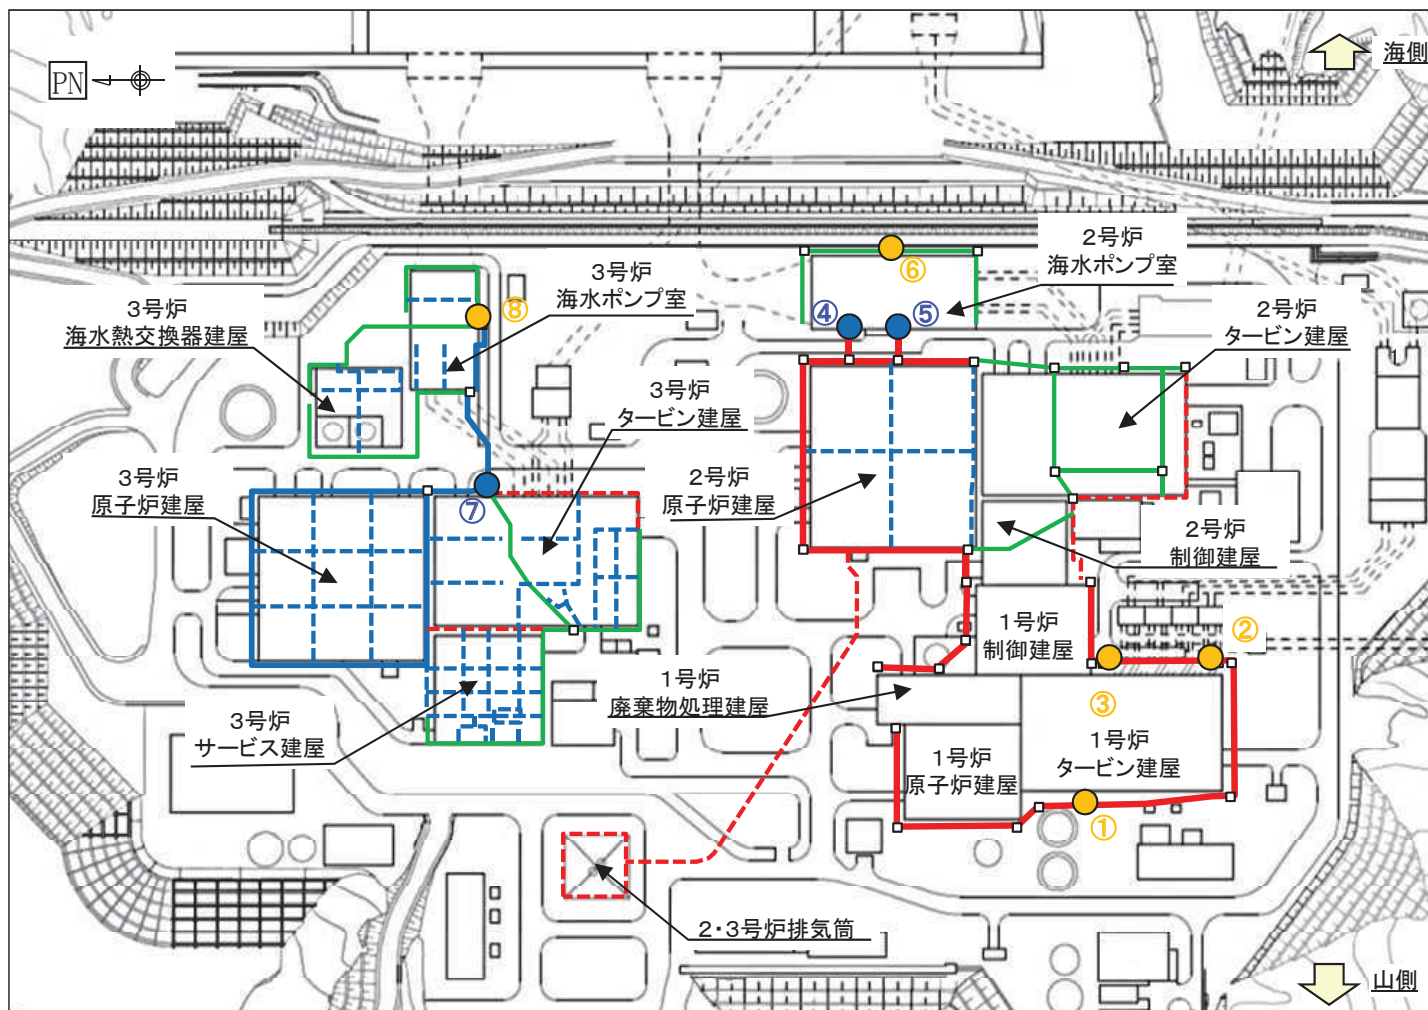 PN
海側
2号炉
海水ポンプ室
3号炉
海水ポンプ室
⑥
⑧
3号炉
海水熱交換器建屋
④
⑤
2号炉
タービン建屋
3号炉
タービン建屋
3号炉
原子炉建屋
2号炉
原子炉建屋
⑦
2号炉
制御建屋
1号炉
制御建屋
②
1号炉
廃棄物処理建屋
3号炉
サービス建屋
③
1号炉
タービン建屋
1号炉
原子炉建屋
①
2・3号炉排気筒
山側